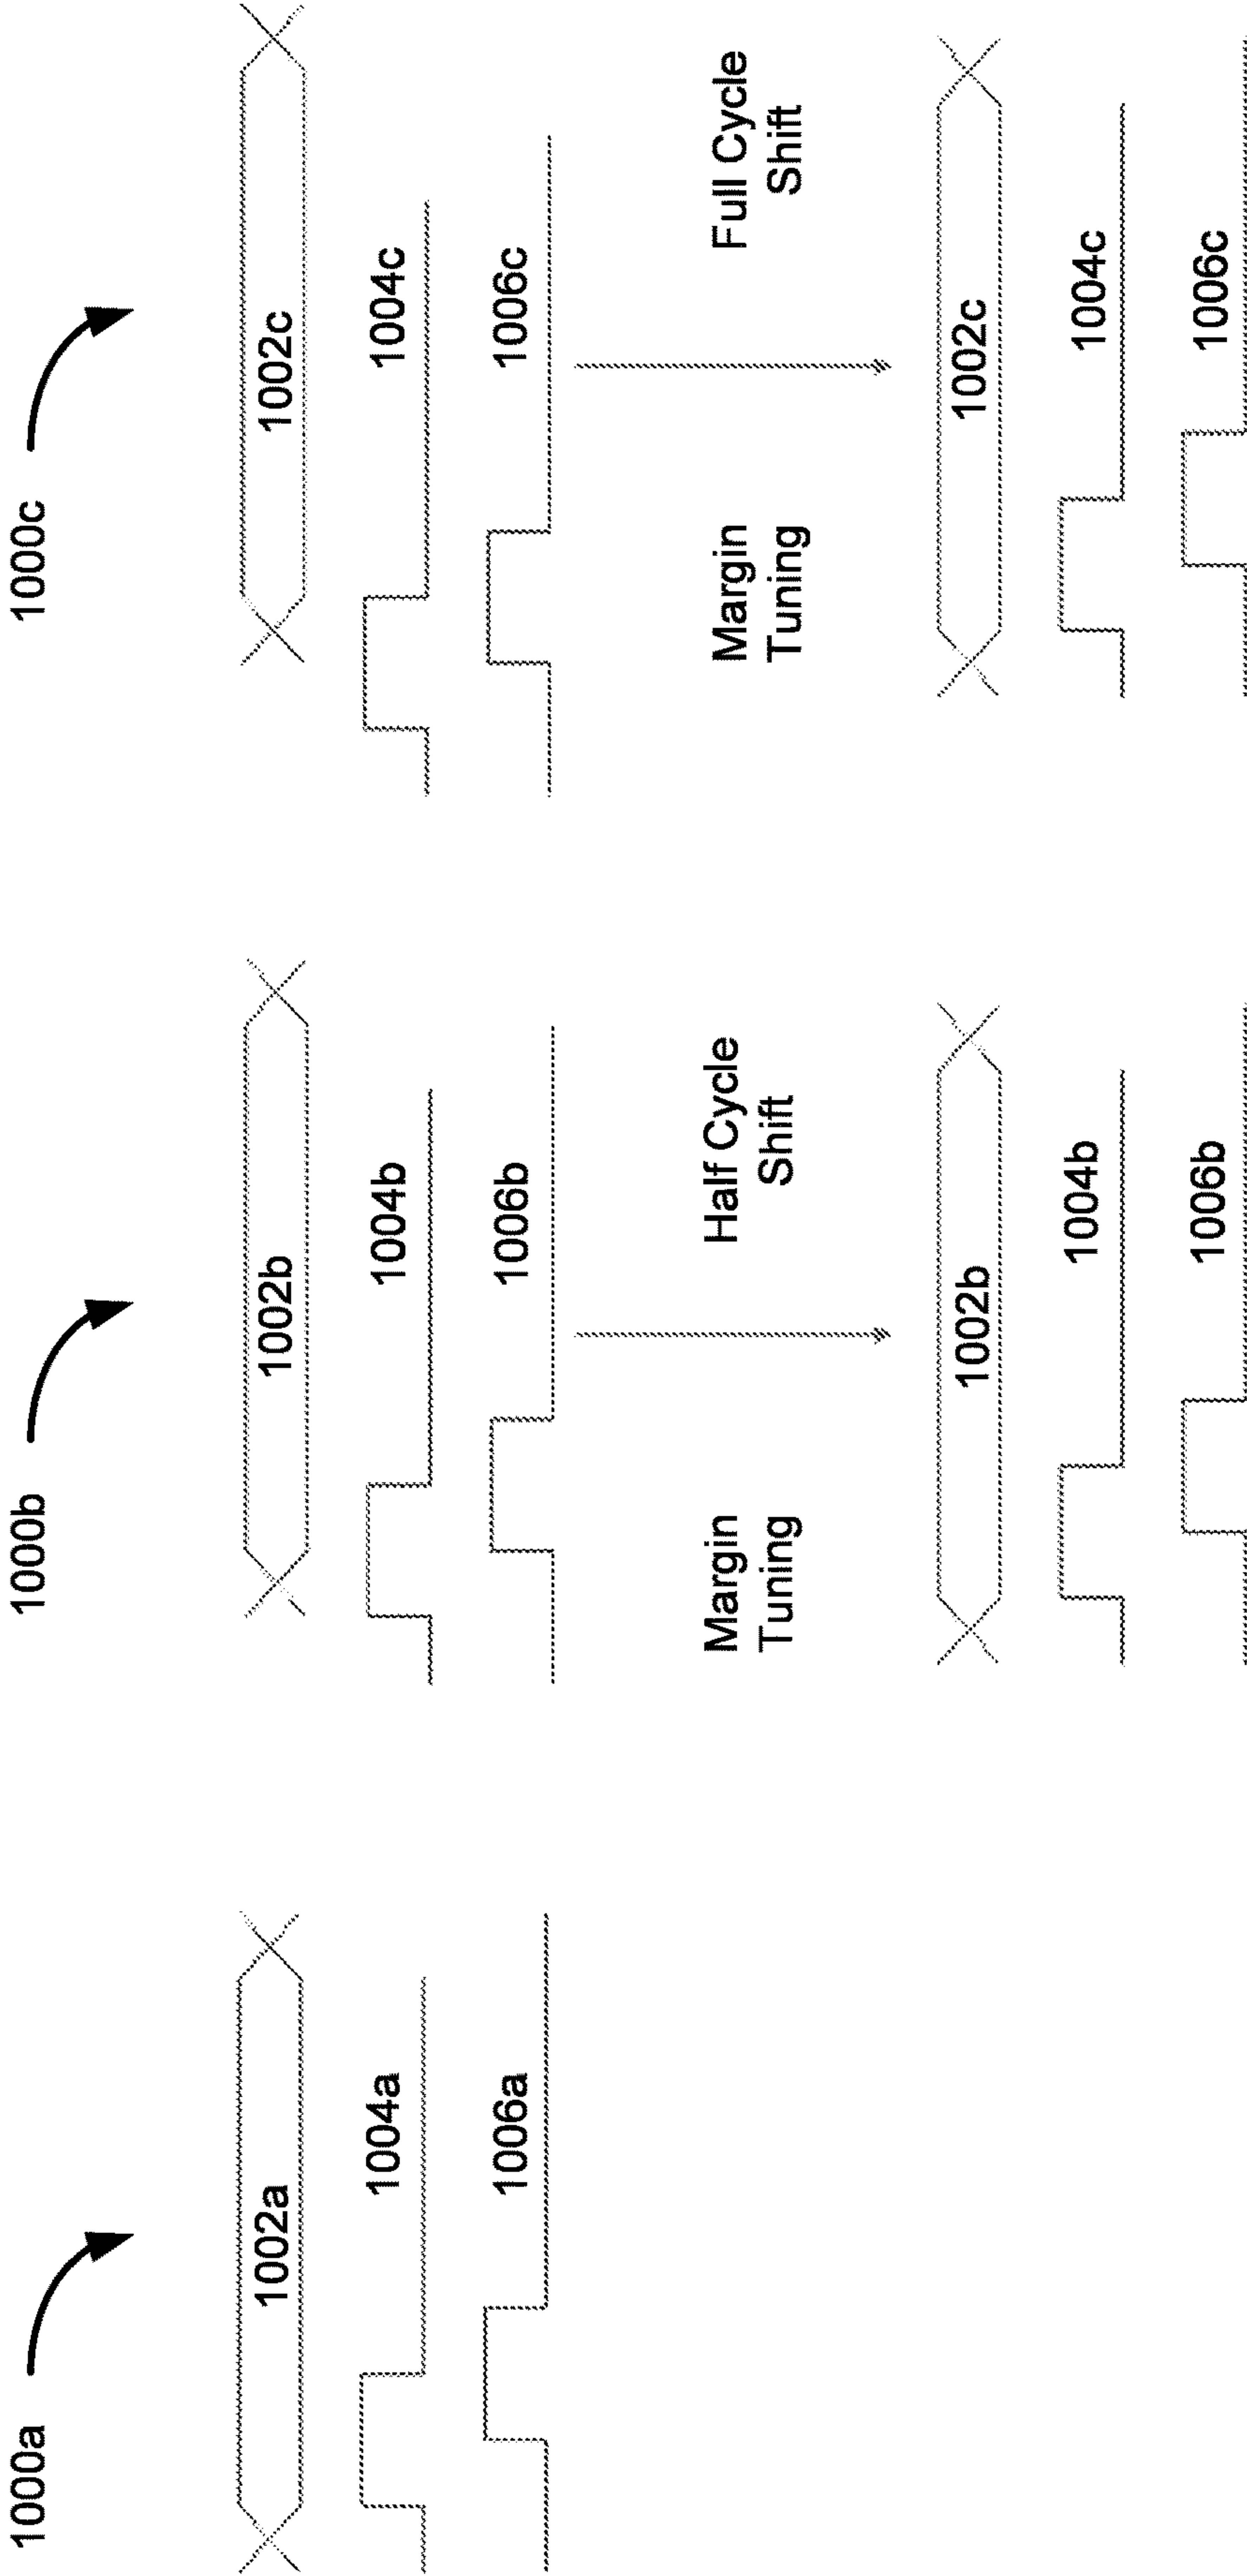 1000a
1002a
1004a
1006a
1000b
1002b
1004b
1006b
Margin
Tuning
Half Cycle
Shift
1002b
1004b
1006b
1000c
1002c
1004c
1006c
Margin
Tuning
Full Cycle
Shift
1002c
1004c
1006c